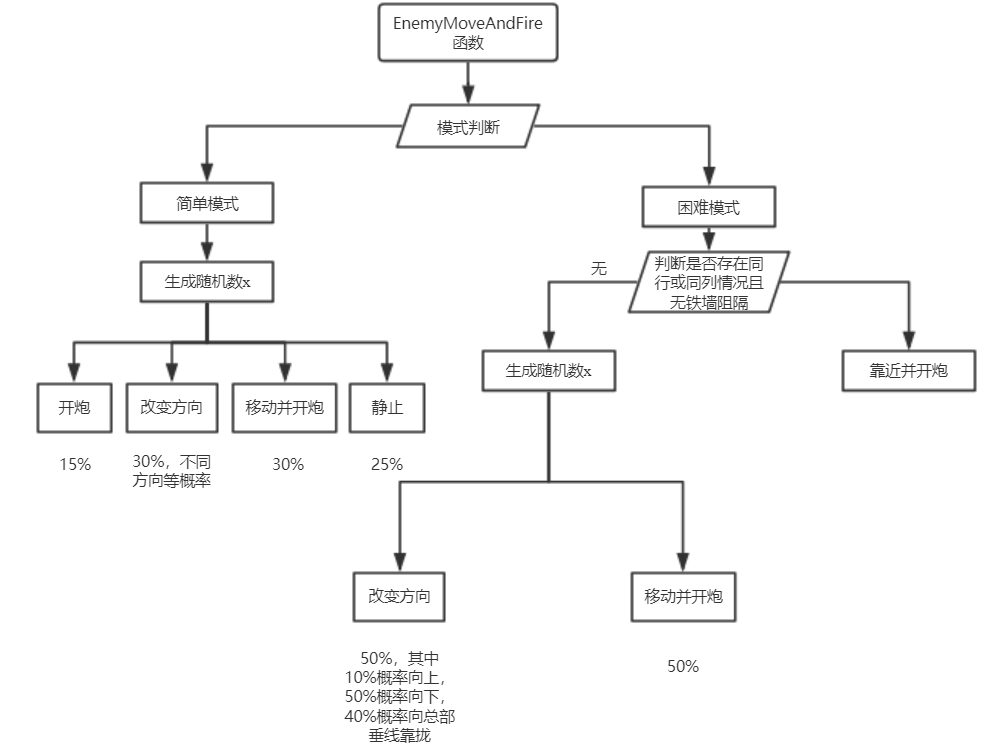 EnemyMoveAndFire
函数
模式判断
简单模式
困难模式
生成随机数x
无
判断是否存在同
行或同列情况且
无铁墙阻隔
生成随机数x
靠近并开炮
开炮
改变方向
移动并开炮
静止
15%
30%，不同
方向等概率
30%
25%
改变方向
移动并开炮
50%，其中
10%概率向上，
50%概率向下，
40%概率向总部
垂线靠拢
50%